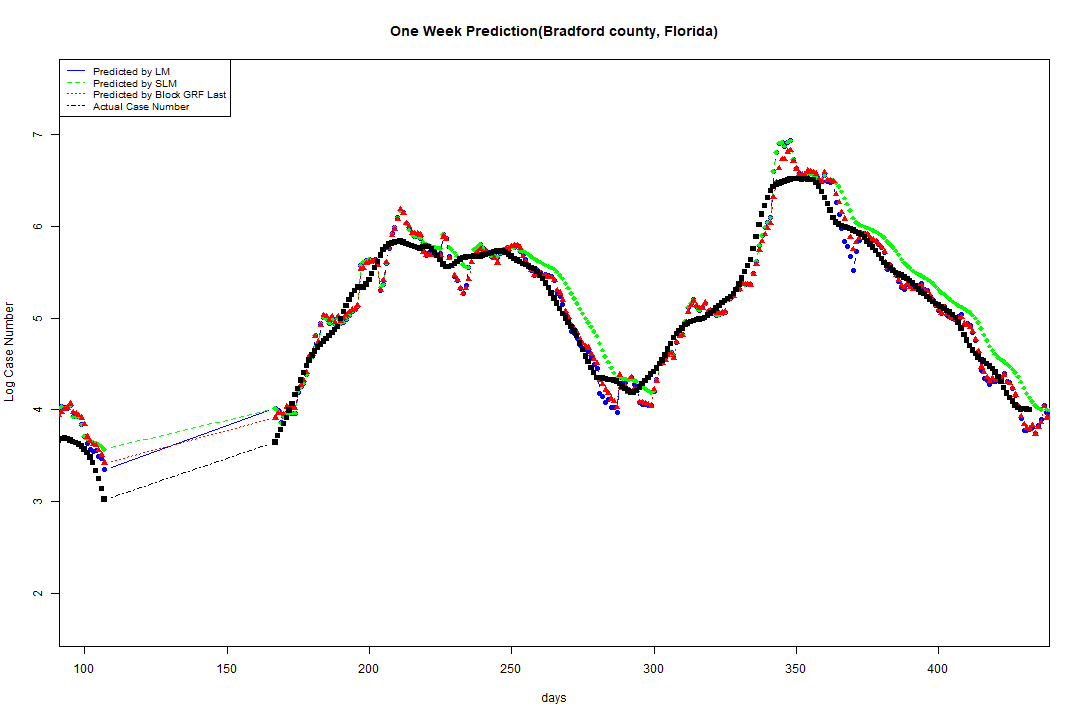 One Week Prediction(Bradford county, Florida)
Predicted by LM
Predicted by SLM
Predicted by Block GRF Last
Actual Case Number
7
6
5
4
3
2
Log Case Number
100 150 200 250 300 350 400
days